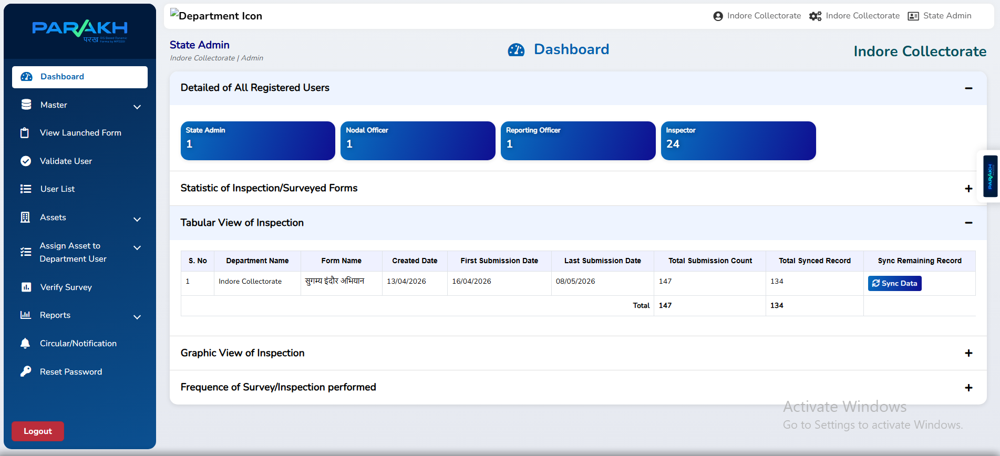 PARAKH
परख GIS Based Dynamic
Forms by MPSSDI
Dashboard
Master
View Launched Form
Validate User
User List
Assets
Assign Asset to
Department User
Verify Survey
Reports
Circular/Notification
Reset Password
Logout
Department Icon
Indore Collectorate Indore Collectorate State Admin
State Admin
Indore Collectorate | Admin
Dashboard
Indore Collectorate
Detailed of All Registered Users
State Admin
1
Nodal Officer
1
Reporting Officer
1
Inspector
24
Statistic of Inspection/Surveyed Forms
Tabular View of Inspection
S. No Department Name Form Name Created Date First Submission Date Last Submission Date Total Submission Count Total Synced Record Sync Remaining Record
1 Indore Collectorate सुगम्य इंदौर अभियान 13/04/2026 16/04/2026 08/05/2026 147 134 Sync Data
Total 147 134
Graphic View of Inspection
Frequence of Survey/Inspection performed
PARAKH
Activate Windows
Go to Settings to activate Windows.